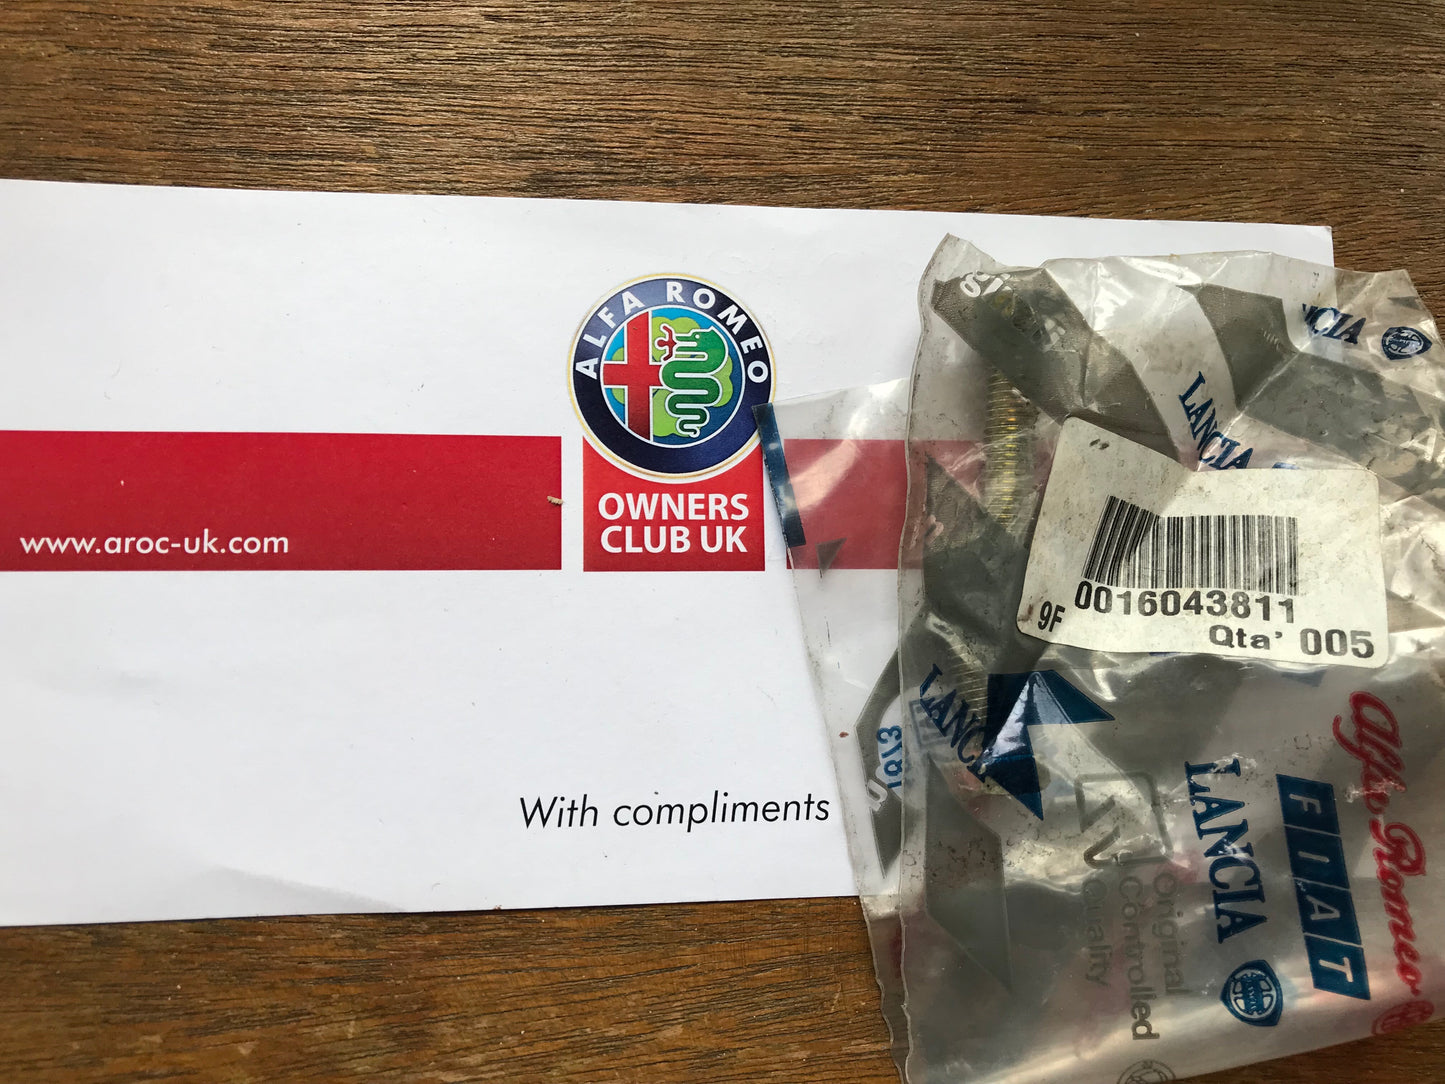 ALFA ROMEO
OWNERS
CLUB UK
www.aroc-uk.com
With compliments
LANCIA
LANCIA
9F 0016043811
Qta' 005
LANCIA
LANCIA
FIAT
Alfa Romeo
Original
Controlled
Quality